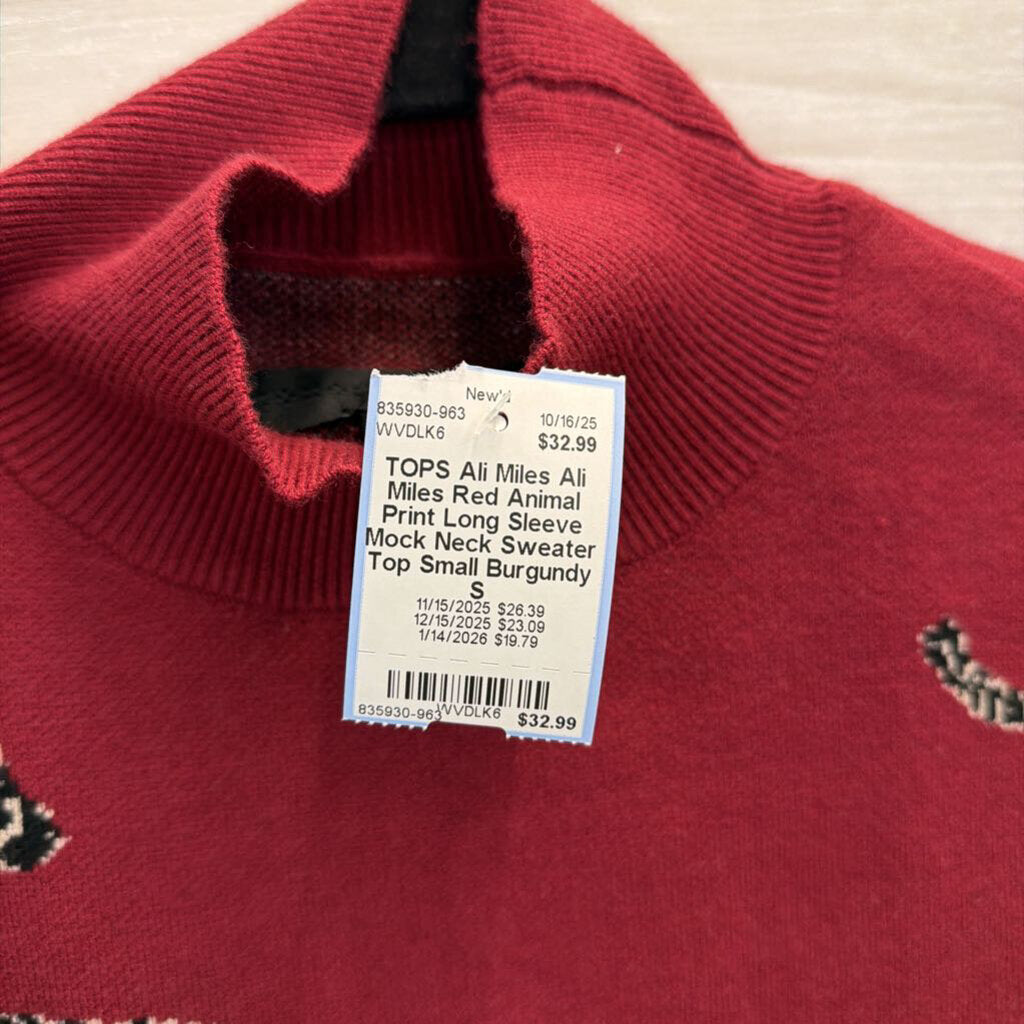 New'd
835930-963 10/16/25
WVDLK6 $32.99
TOPS Ali Miles Ali
Miles Red Animal
Print Long Sleeve
Mock Neck Sweater
Top Small Burgundy
S
11/15/2025 $26.39
12/15/2025 $23.09
1/14/2026 $19.79
835930-963 WVDLK6 $32.99